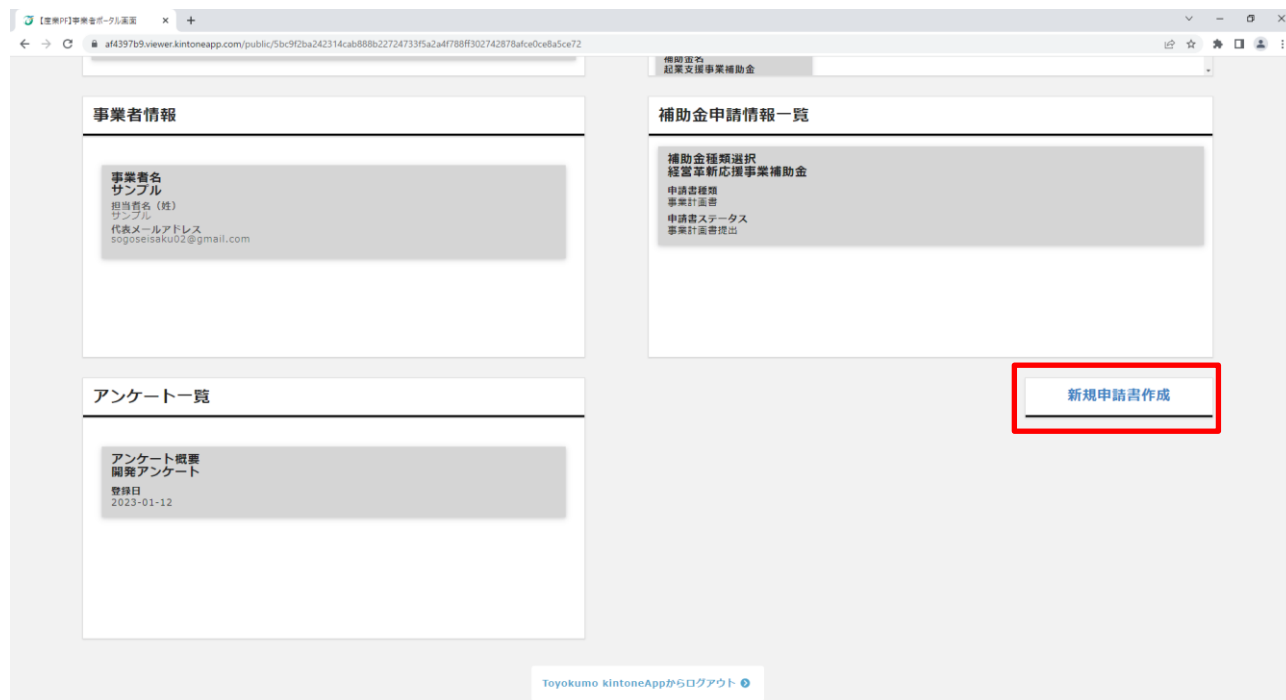 【産業PF】事業者ポータル画面
af4397b9.viewer.kintoneapp.com/public/5bc9f2ba242314cab888b22724733f5a2a4f788ff302742878afce0ce8a5ce72
補助金名
起業支援事業補助金
事業者情報
事業者名
サンプル
担当者名（姓）
サンプル
代表メールアドレス
sogoseisaku02@gmail.com
補助金申請情報一覧
補助金種類選択
経営革新応援事業補助金
申請書種類
事業計画書
申請書ステータス
事業計画書提出
アンケート一覧
アンケート概要
開発アンケート
登録日
2023-01-12
新規申請書作成
Toyokumo kintoneAppからログアウト